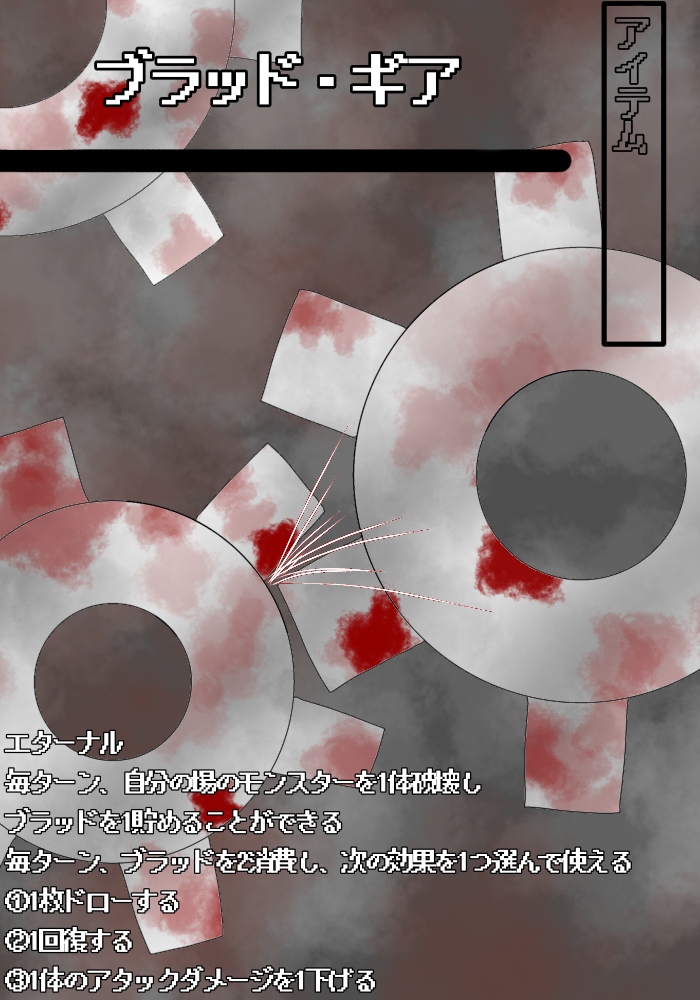 ブラッド・ギア
アイテム
エターナル
毎ターン、自分の場のモンスターを1体破壊し
ブラッドを1貯めることができる
毎ターン、ブラッドを2消費し、次の効果を1つ選んで使える
①1枚ドローする
②1回復する
③1体のアタックダメージを1下げる